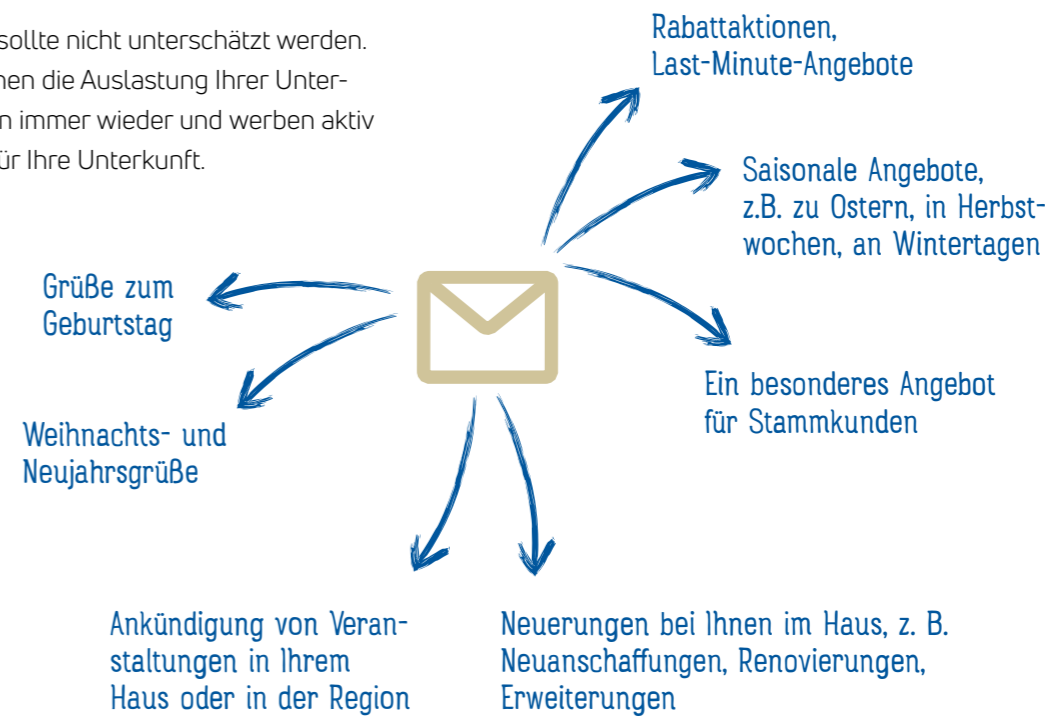 sollte nicht unterschätzt werden.
die Auslastung Ihrer Unter-
immer wieder und werben aktiv
für Ihre Unterkunft.
Rabattaktionen,
Last-Minute-Angebote
Saisonale Angebote,
z.B. zu Ostern, in Herbst-
wochen, an Wintertagen
Grüße zum
Geburtstag
Ein besonderes Angebot
für Stammkunden
Weihnachts- und
Neujahrsgrüße
Ankündigung von Veran-
staltungen in Ihrem
Haus oder in der Region
Neuerungen bei Ihnen im Haus, z. B.
Neuanschaffungen, Renovierungen,
Erweiterungen